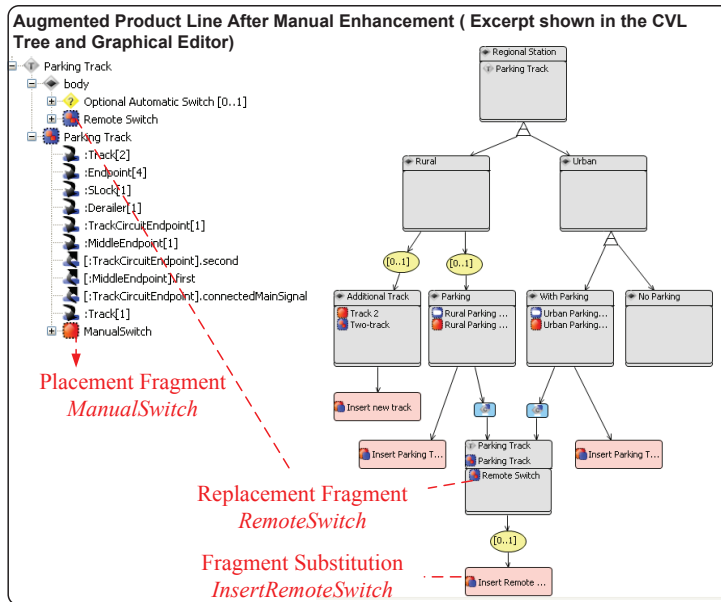 Augmented Product Line After Manual Enhancement ( Excerpt shown in the CVL
Tree and Graphical Editor)
Parking Track
body
Optional Automatic Switch [0..1]
Remote Switch
Parking Track
:Track[2]
:Endpoint[4]
:SLock[1]
:Derailer[1]
:TrackCircuitEndpoint[1]
:MiddleEndpoint[1]
[:TrackCircuitEndpoint].second
[:MiddleEndpoint].first
[:TrackCircuitEndpoint].connectedMainSignal
:Track[1]
ManualSwitch
Placement Fragment
ManualSwitch
Replacement Fragment
RemoteSwitch
Fragment Substitution
InsertRemoteSwitch
Regional Station
Parking Track
Rural
Urban
[0..1]
[0..1]
Additional Track
Track 2
Two-track
Parking
Rural Parking ...
Rural Parking ...
With Parking
Urban Parking...
Urban Parking...
No Parking
Insert new track
Insert Parking T...
Insert Parking T...
Parking Track
Parking Track
Remote Switch
[0..1]
Insert Remote ...